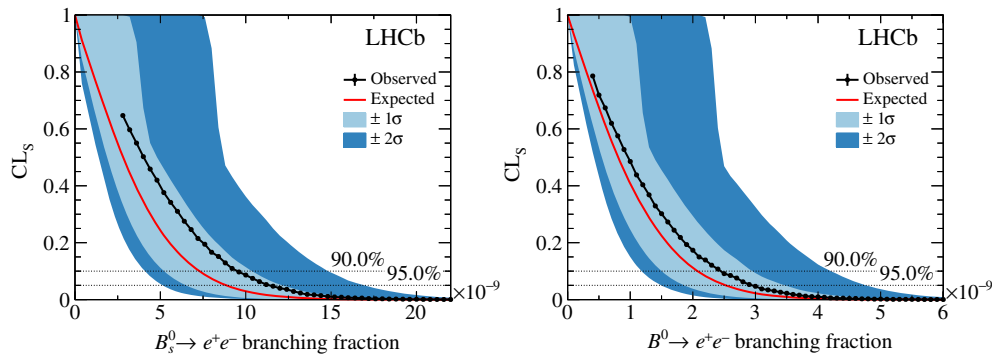 LHCb
Observed
Expected
± 1σ
± 2σ
90.0%
95.0%
CL_S
1
0.8
0.6
0.4
0.2
0
0 5 10 15 20
×10⁻⁹
B_s⁰→ e⁺e⁻ branching fraction
LHCb
Observed
Expected
± 1σ
± 2σ
90.0%
95.0%
CL_S
1
0.8
0.6
0.4
0.2
0
0 1 2 3 4 5 6
×10⁻⁹
B⁰→ e⁺e⁻ branching fraction